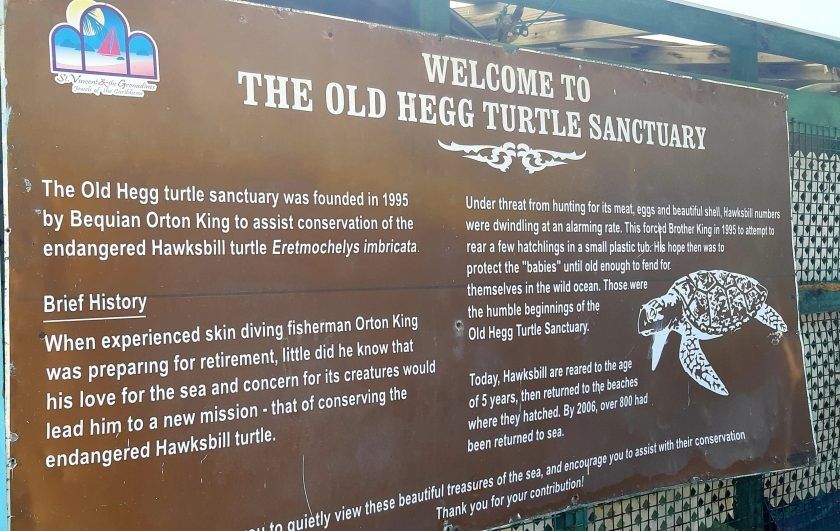 St. Vincent & the Grenadines
Jewels of the Caribbean
WELCOME TO
THE OLD HEGG TURTLE SANCTUARY
The Old Hegg turtle sanctuary was founded in 1995
by Bequian Orton King to assist conservation of the
endangered Hawksbill turtle Eretmochelys imbricata.
Brief History
When experienced skin diving fisherman Orton King
was preparing for retirement, little did he know that
his love for the sea and concern for its creatures would
lead him to a new mission - that of conserving the
endangered Hawksbill turtle.
Under threat from hunting for its meat, eggs and beautiful shell, Hawksbill numbers
were dwindling at an alarming rate. This forced Brother King in 1995 to attempt to
rear a few hatchlings in a small plastic tub. His hope then was to
protect the "babies" until old enough to fend for
themselves in the wild ocean. Those were
the humble beginnings of the
Old Hegg Turtle Sanctuary.
Today, Hawksbill are reared to the age
of 5 years, then returned to the beaches
where they hatched. By 2006, over 800 had
been returned to sea.
to quietly view these beautiful treasures of the sea, and encourage you to assist with their conservation
Thank you for your contribution!